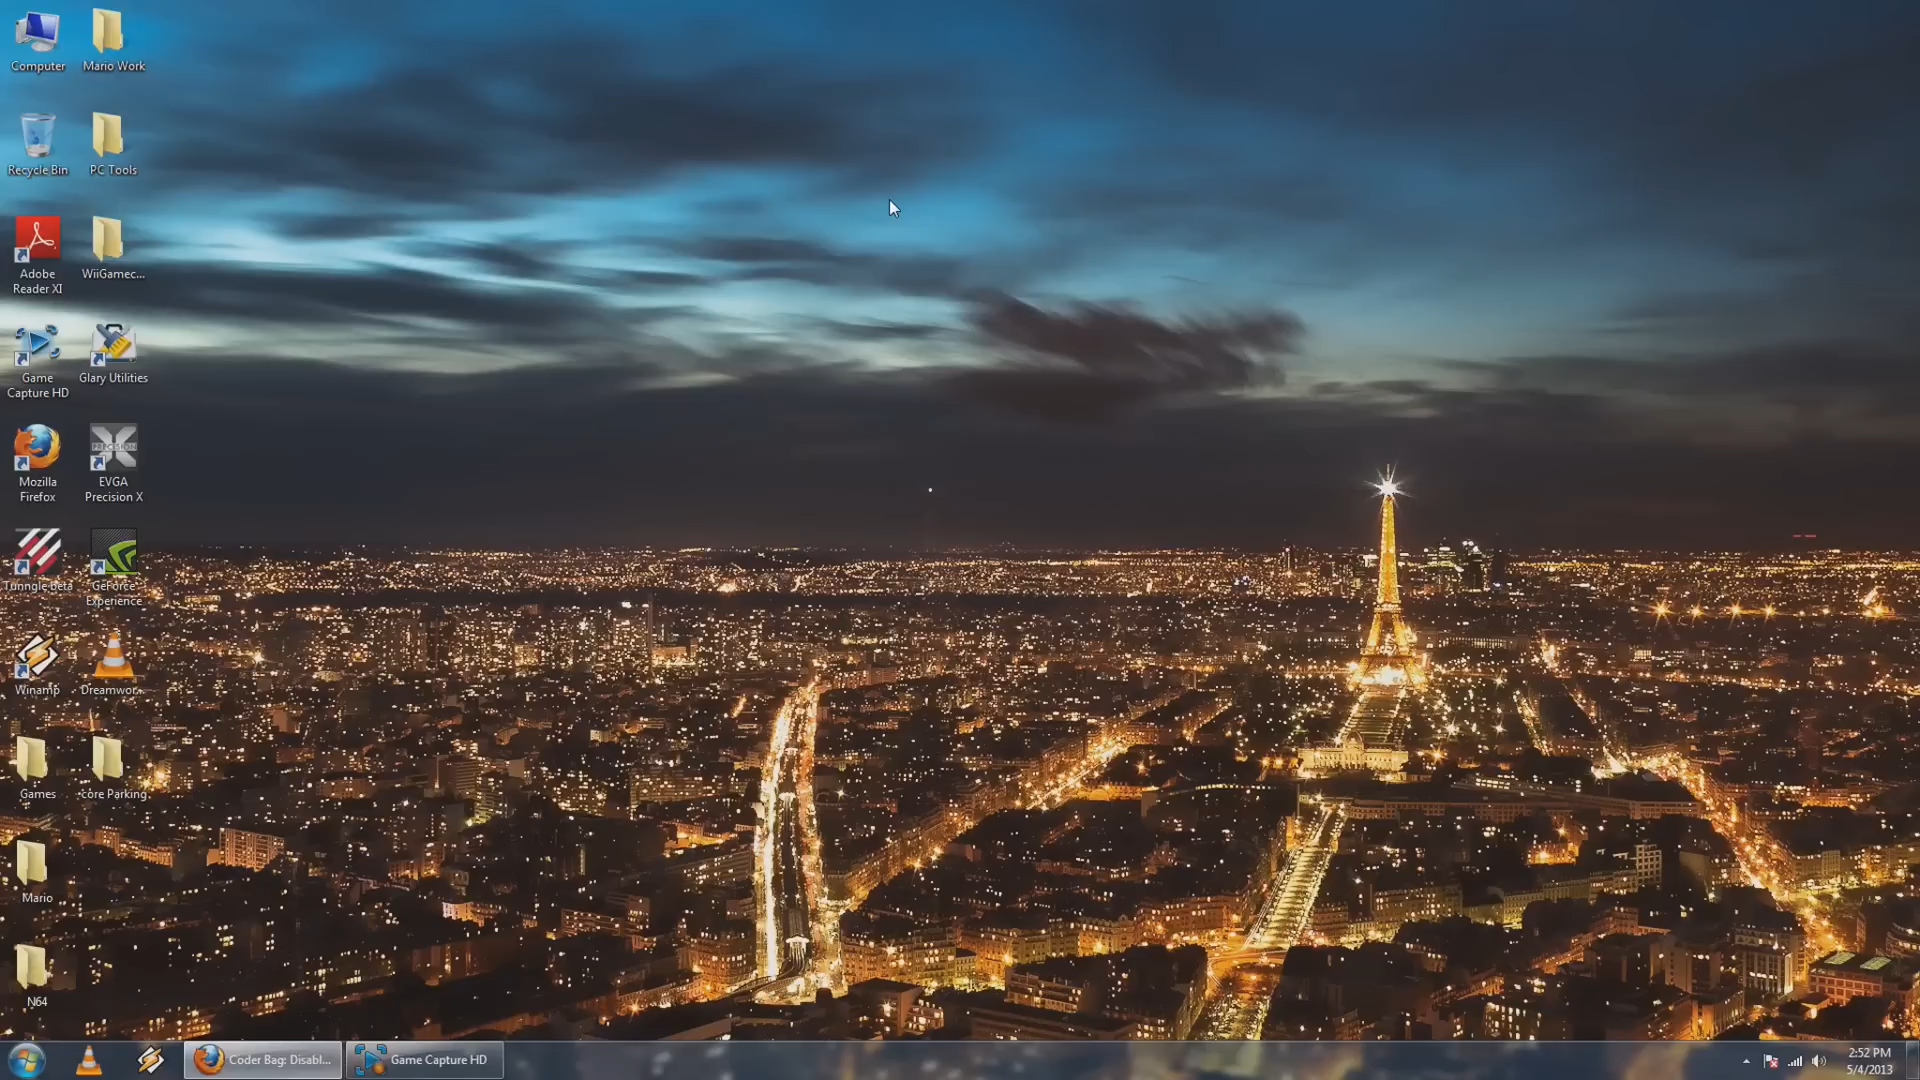 Computer
Mario Work
Recycle Bin
PC Tools
Adobe
Reader XI
WiiGamec...
Game
Capture HD
Glary Utilities
Mozilla
Firefox
PRECISION
EVGA
Precision X
Tunngle beta
GeForce
Experience
Winamp
Dreamwor...
Games
core Parking
Mario
N64
Coder Bag: Disabl...
Game Capture HD
2:52 PM
5/4/2013